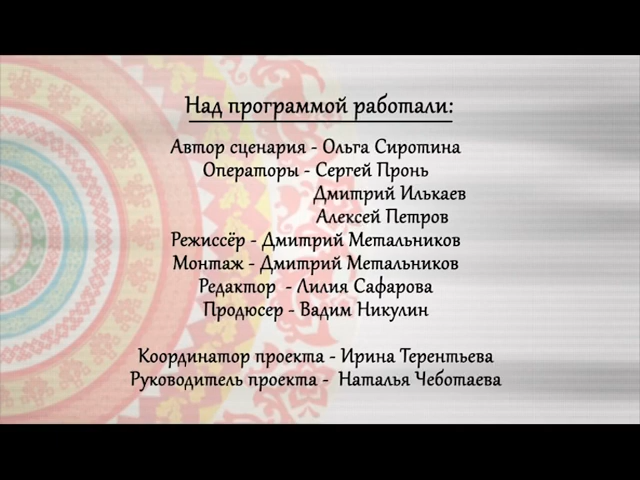 Над программой работали:
Автор сценария - Ольга Сиротина
Операторы - Сергей Пронь
Дмитрий Илькаев
Алексей Петров
Режиссёр - Дмитрий Метальников
Монтаж - Дмитрий Метальников
Редактор - Лилия Сафарова
Продюсер - Вадим Никулин
Координатор проекта - Ирина Терентьева
Руководитель проекта - Наталья Чеботаева